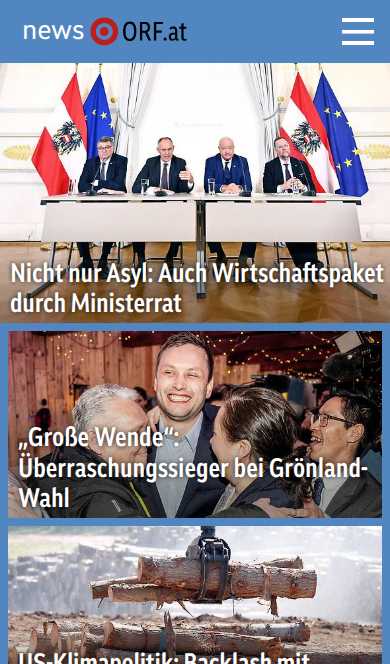 news ORF.at
Nicht nur Asyl: Auch Wirtschaftspaket
durch Ministerrat
„Große Wende“:
Überraschungssieger bei Grönland-
Wahl
US-Klimapolitik: Backlash mit